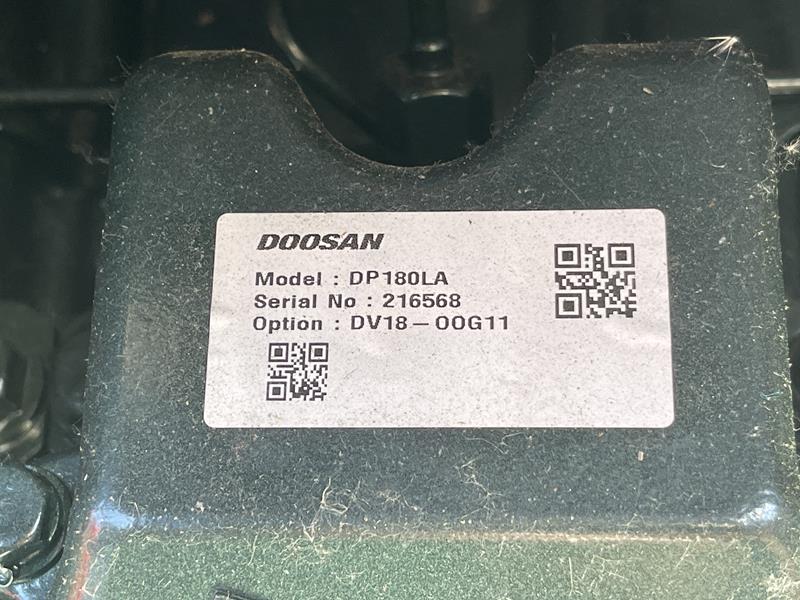 DOOSAN
Model : DP180LA
Serial No : 216568
Option : DV18-00G11